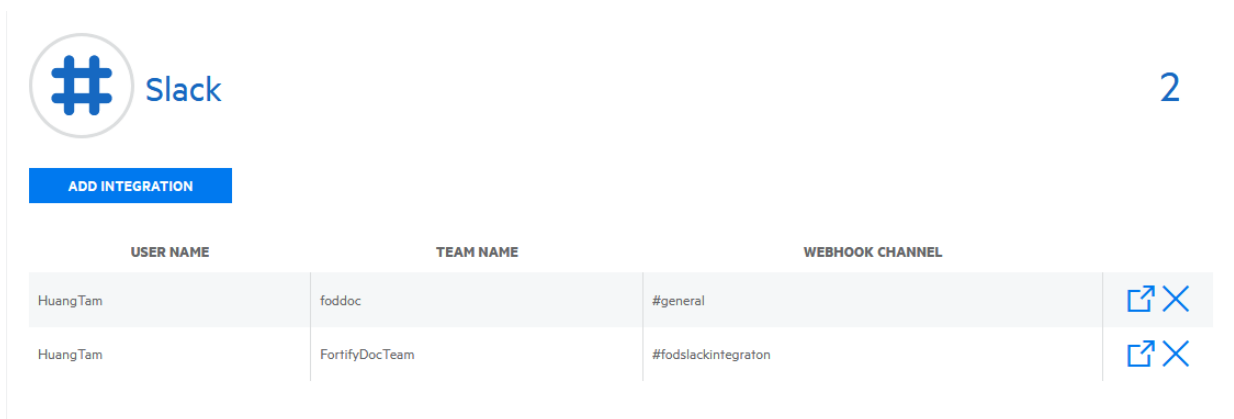 Slack
2
ADD INTEGRATION
USER NAME TEAM NAME WEBHOOK CHANNEL
HuangTam foddoc #general
HuangTam FortifyDocTeam #fodslackintegraton